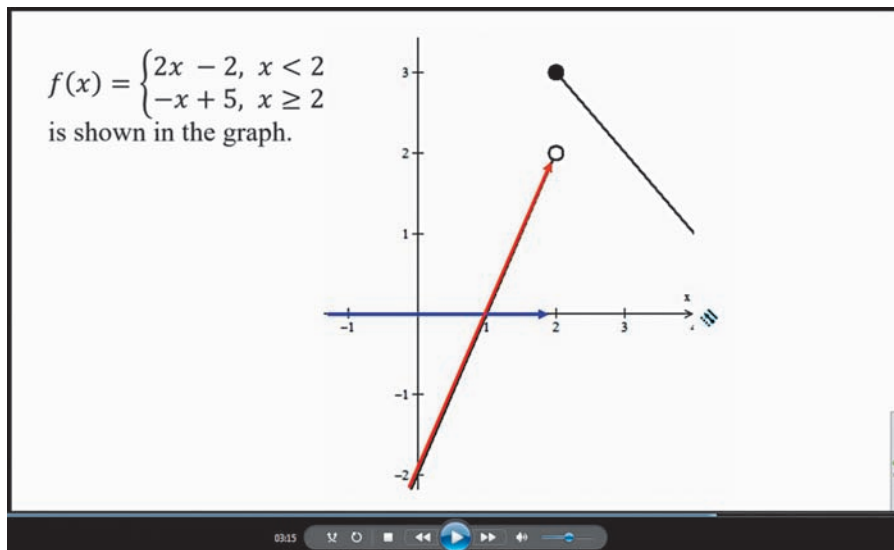 f(x) = {2x − 2, x < 2
−x + 5, x ≥ 2
is shown in the graph.
3
2
1
x
−1
1
2
3
−1
−2
03:15